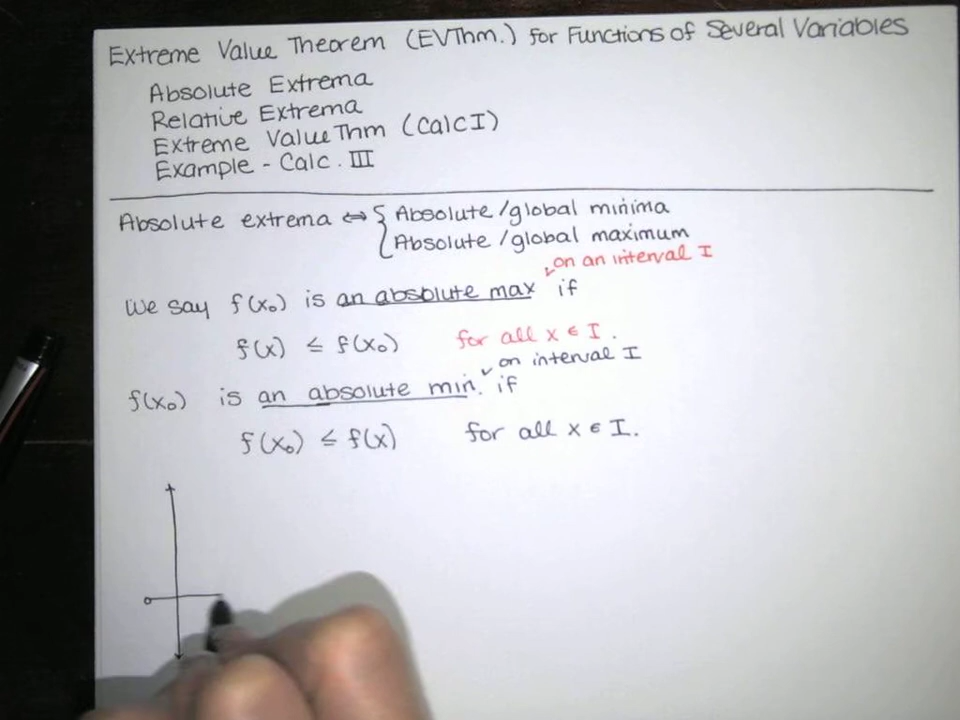 Extreme Value Theorem (EVThm.) for Functions of Several Variables
Absolute Extrema
Relative Extrema
Extreme Value Thm (Calc I)
Example - Calc. III
Absolute extrema ⇔ { Absolute/global minima
Absolute/global maximum
on an interval I
We say f(x₀) is an absolute max if
f(x) ≤ f(x₀) for all x ∈ I.
on interval I
f(x₀) is an absolute min. if
f(x₀) ≤ f(x) for all x ∈ I.